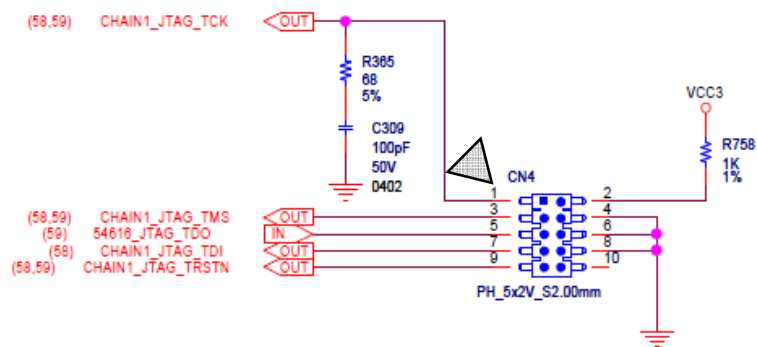 (58,59) CHAIN1_JTAG_TCK OUT
R365
68
5%
VCC3
C309
100pF
50V
0402
R758
1K
1%
CN4
1 2
(58,59) CHAIN1_JTAG_TMS OUT 3 4
(59) 54616_JTAG_TDO IN 5 6
(58) CHAIN1_JTAG_TDI OUT 7 8
(58,59) CHAIN1_JTAG_TRSTN OUT 9 10
PH_5x2V_S2.00mm